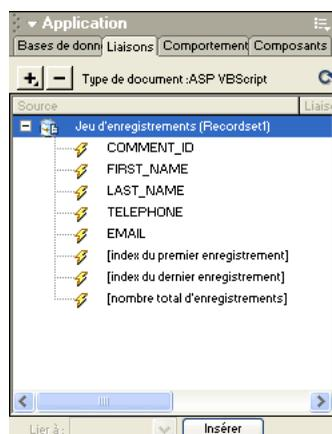 Application
Bases de donn Liaisons Comportement Composants
+ − Type de document :ASP VBScript
Source Liais
Jeu d'enregistrements (Recordset1)
COMMENT_ID
FIRST_NAME
LAST_NAME
TELEPHONE
EMAIL
[index du premier enregistrement]
[index du dernier enregistrement]
[nombre total d'enregistrements]
Lier à : Insérer